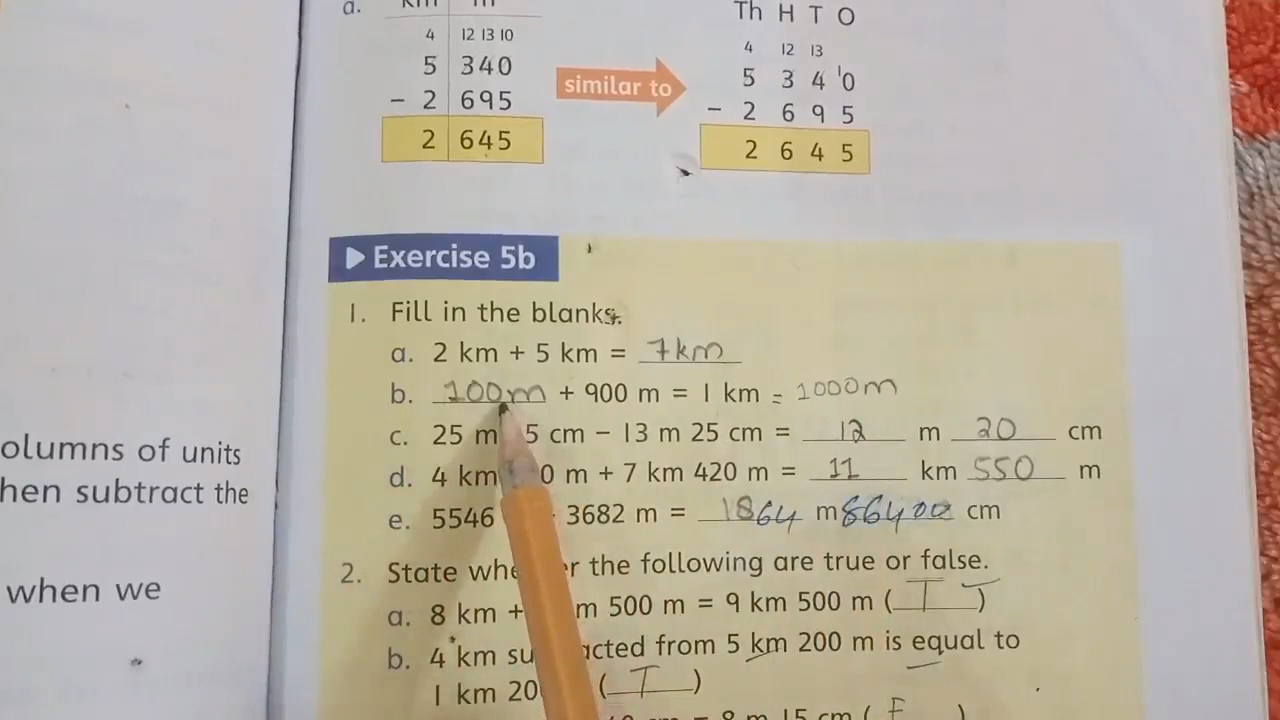 a. km m Th H T O
4 12 13 10 4 12 13
5 340 5 3 4 10
- 2 695 similar to - 2 6 9 5
2 645 2 6 4 5
Exercise 5b
1. Fill in the blanks.
a. 2 km + 5 km = 7km
b. 100m + 900 m = 1 km = 1000m
olumns of units
c. 25 m 5 cm – 13 m 25 cm = 12 m 20 cm
hen subtract the
d. 4 km 0 m + 7 km 420 m = 11 km 550 m
e. 5546 - 3682 m = 1864 m 86400 cm
when we
2. State whe r the following are true or false.
a. 8 km + m 500 m = 9 km 500 m ( T )
b. 4 km su acted from 5 km 200 m is equal to
1 km 20 ( T )
= 8 m 15 cm ( F )